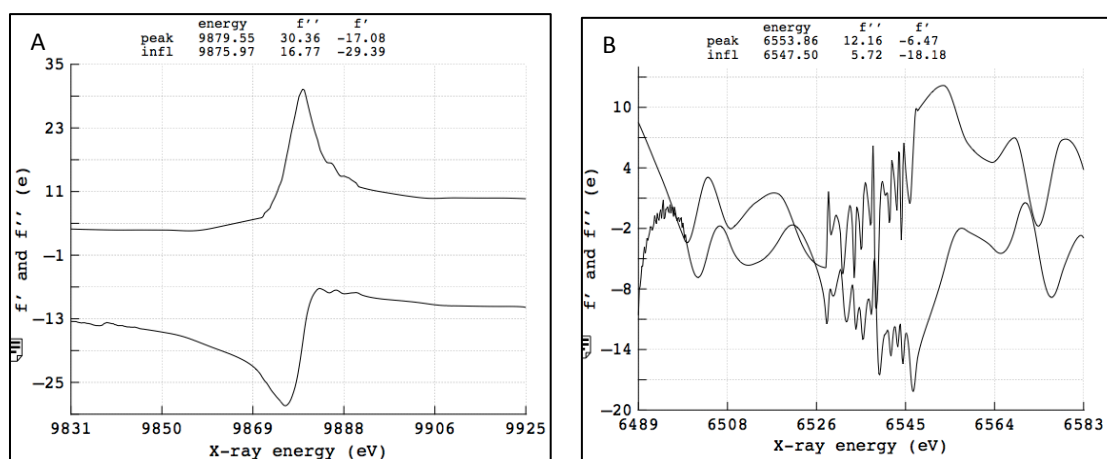 A
energy f'' f'
peak 9879.55 30.36 -17.08
infl 9875.97 16.77 -29.39
35
23
11
−1
−13
−25
f' and f'' (e)
9831 9850 9869 9888 9906 9925
X-ray energy (eV)
B
energy f'' f'
peak 6553.86 12.16 -6.47
infl 6547.50 5.72 -18.18
10
4
−2
−8
−14
−20
f' and f'' (e)
6489 6508 6526 6545 6564 6583
X-ray energy (eV)